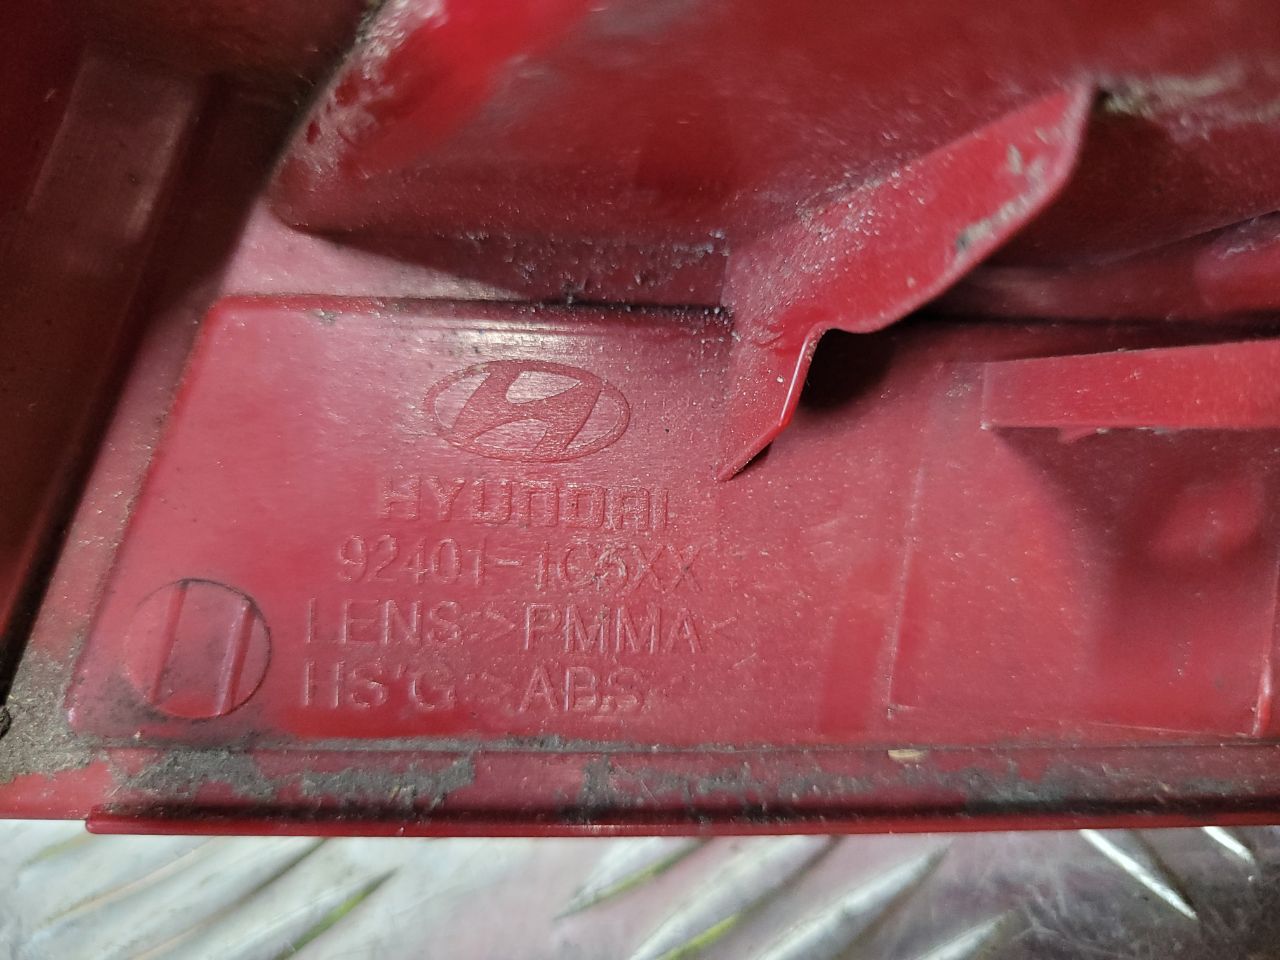 HYUNDAI
92401-1C5XX
LENS >PMMA<
HS'G >ABS<